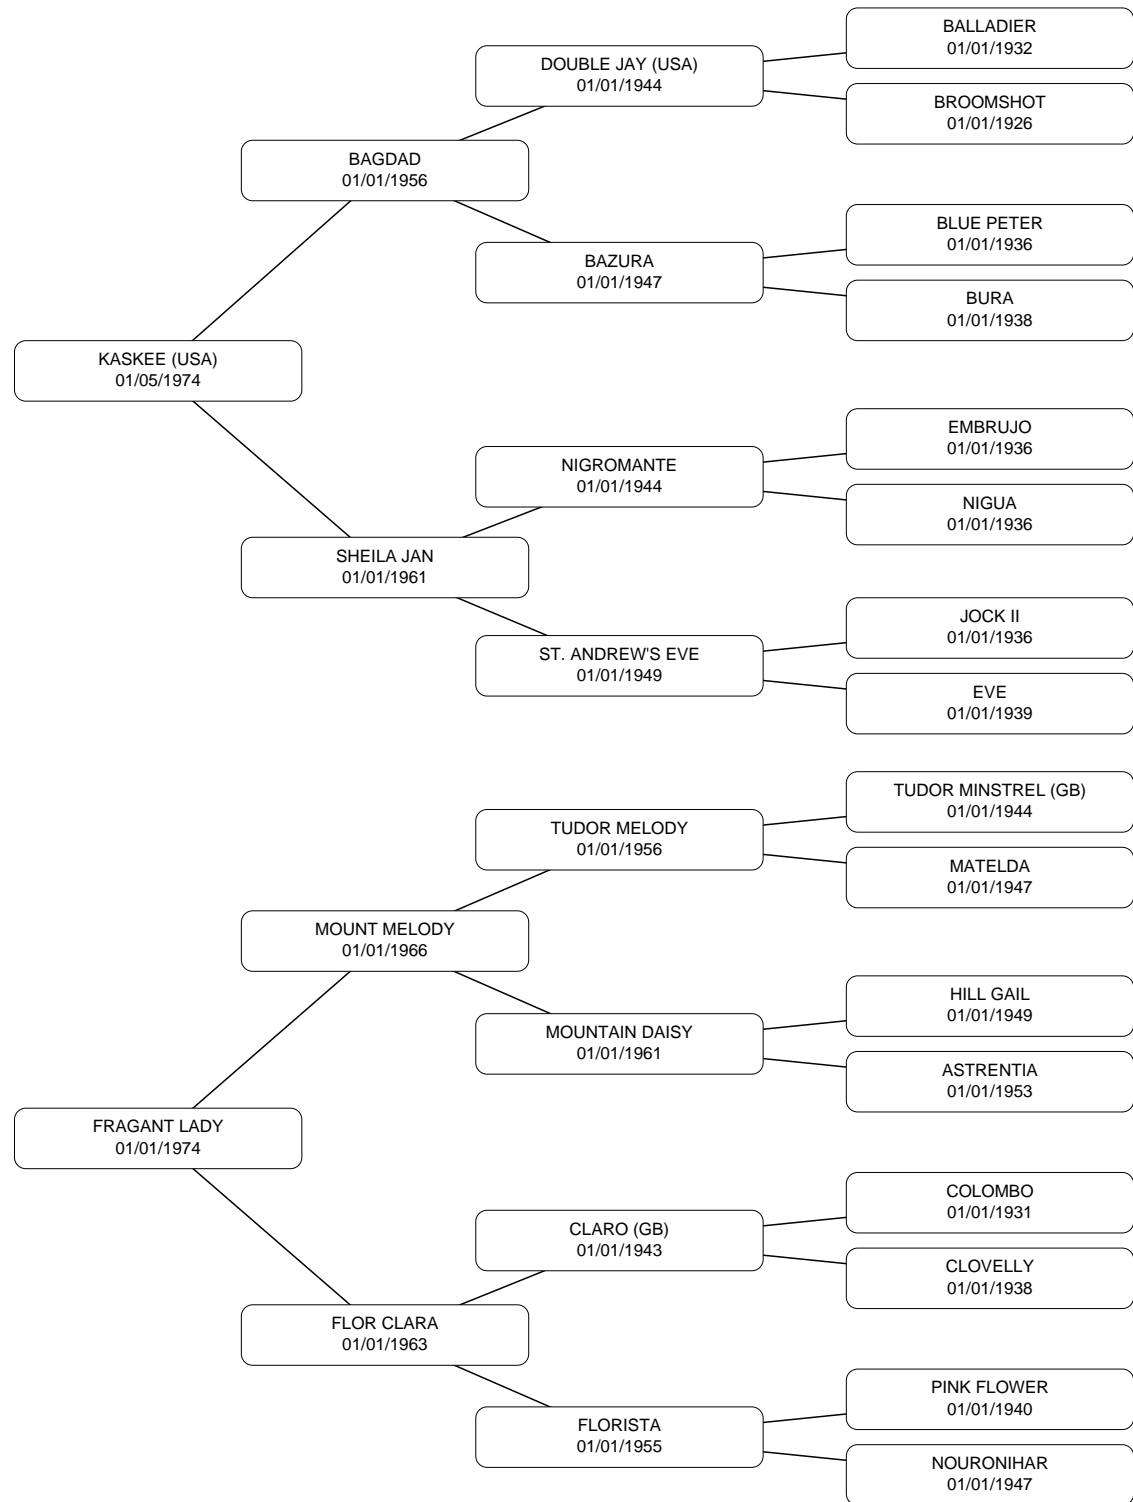 BALLADIER
01/01/1932
DOUBLE JAY (USA)
01/01/1944
BROOMSHOT
01/01/1926
BAGDAD
01/01/1956
BLUE PETER
01/01/1936
BAZURA
01/01/1947
BURA
01/01/1938
KASKEE (USA)
01/05/1974
EMBRUJO
01/01/1936
NIGROMANTE
01/01/1944
NIGUA
01/01/1936
SHEILA JAN
01/01/1961
JOCK II
01/01/1936
ST. ANDREW'S EVE
01/01/1949
EVE
01/01/1939
TUDOR MINSTREL (GB)
01/01/1944
TUDOR MELODY
01/01/1956
MATELDA
01/01/1947
MOUNT MELODY
01/01/1966
HILL GAIL
01/01/1949
MOUNTAIN DAISY
01/01/1961
ASTRENTIA
01/01/1953
FRAGANT LADY
01/01/1974
COLOMBO
01/01/1931
CLARO (GB)
01/01/1943
CLOVELLY
01/01/1938
FLOR CLARA
01/01/1963
PINK FLOWER
01/01/1940
FLORISTA
01/01/1955
NOURONIHAR
01/01/1947